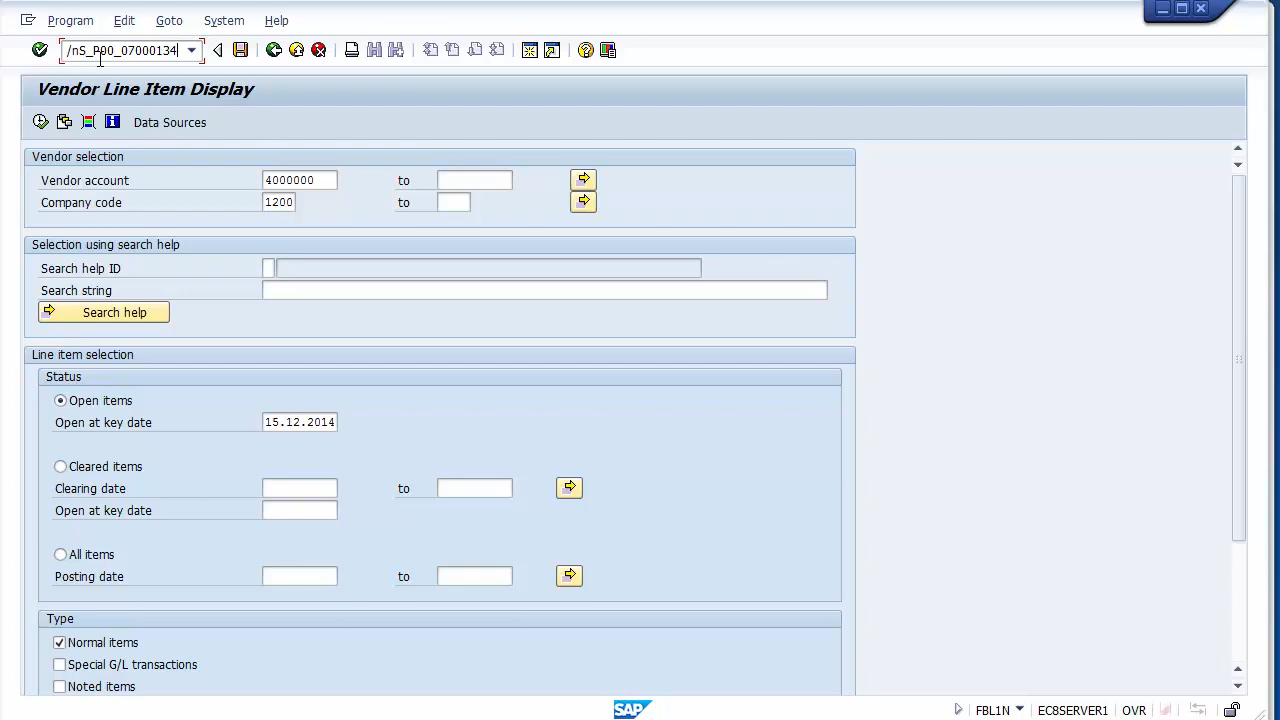 Program Edit Goto System Help
/nS_P00_07000134
Vendor Line Item Display
Data Sources
Vendor selection
Vendor account 4000000 to
Company code 1200 to
Selection using search help
Search help ID
Search string
Search help
Line item selection
Status
Open items
Open at key date 15.12.2014
Cleared items
Clearing date to
Open at key date
All items
Posting date to
Type
Normal items
Special G/L transactions
Noted items
SAP FBL1N ECSSERVER1 OVR